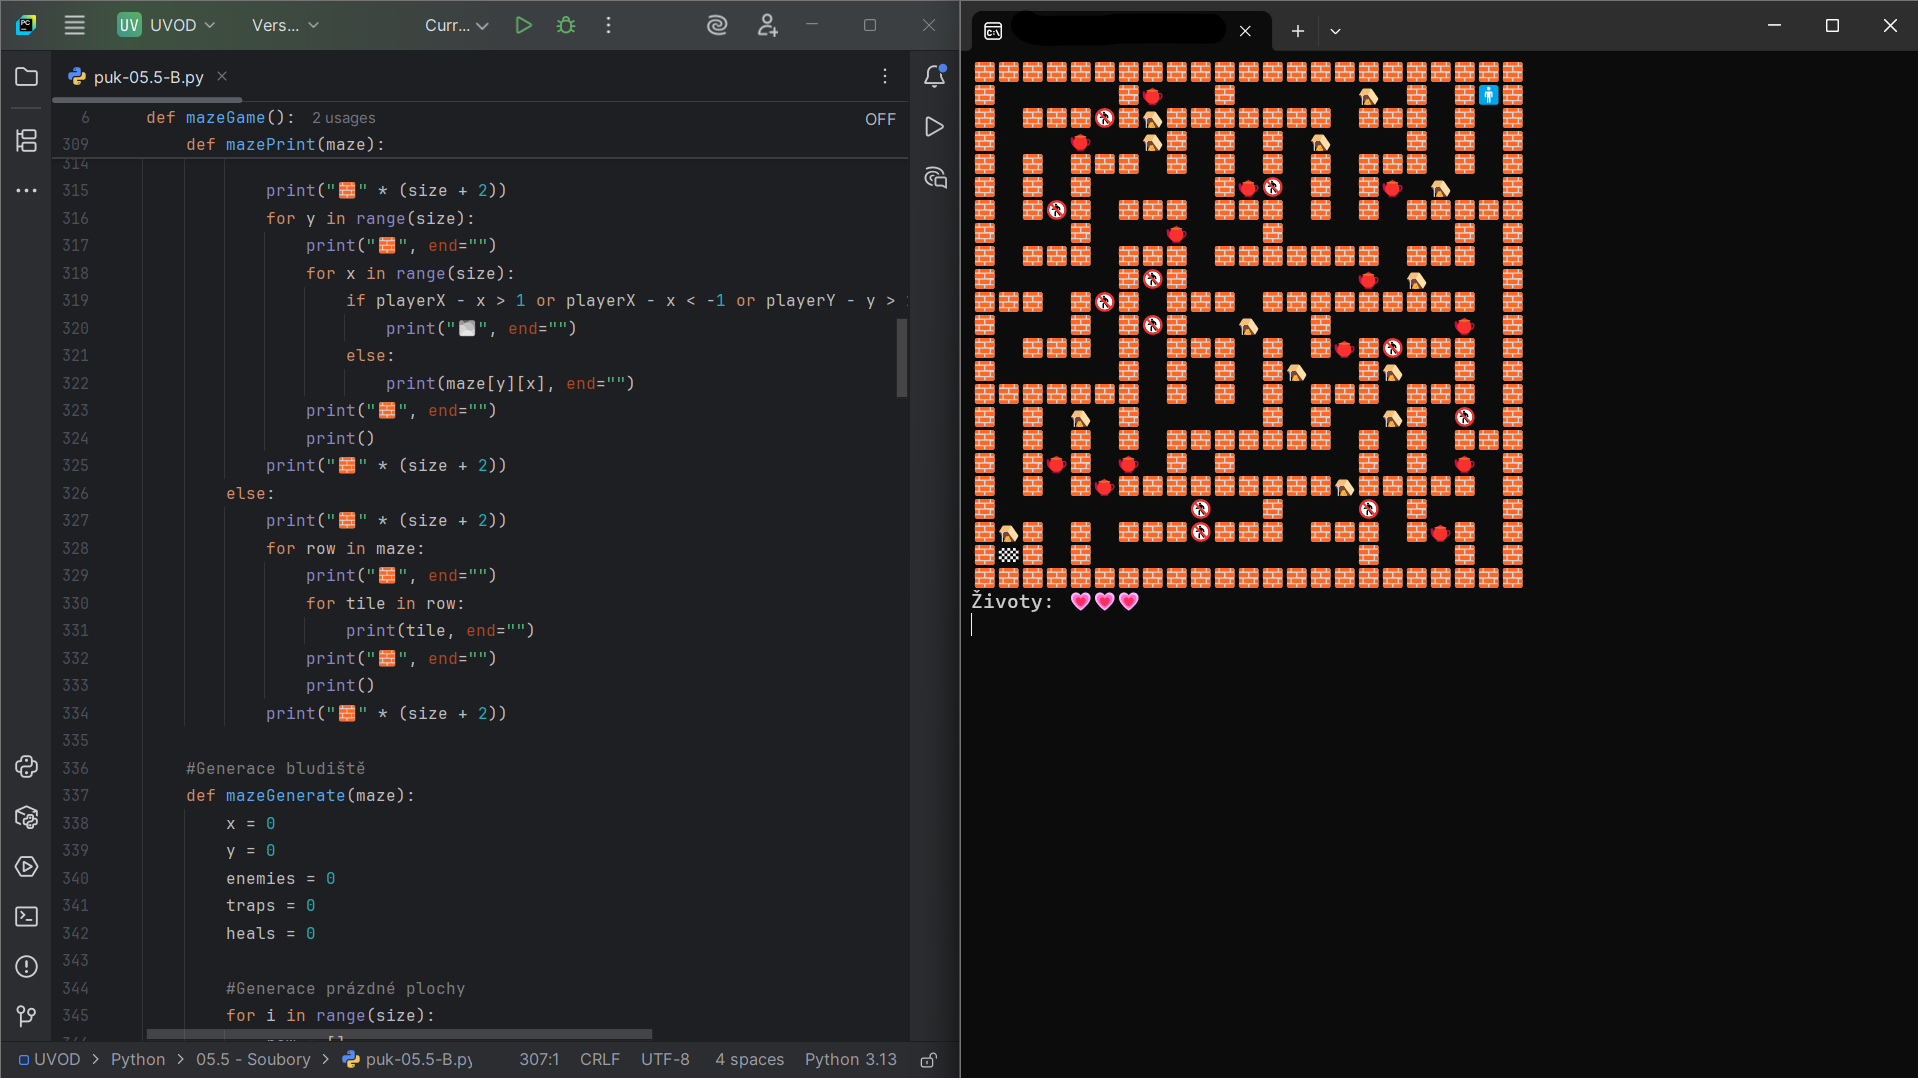 UV UVOD Vers... Curr...
puk-05.5-B.py
6 def mazeGame(): 2 usages OFF
309 def mazePrint(maze):
314
315 print("🧱" * (size + 2))
316 for y in range(size):
317 print("🧱", end="")
318 for x in range(size):
319 if playerX - x > 1 or playerX - x < -1 or playerY - y >
320 print("⬜", end="")
321 else:
322 print(maze[y][x], end="")
323 print("🧱", end="")
324 print()
325 print("🧱" * (size + 2))
326 else:
327 print("🧱" * (size + 2))
328 for row in maze:
329 print("🧱", end="")
330 for tile in row:
331 print(tile, end="")
332 print("🧱", end="")
333 print()
334 print("🧱" * (size + 2))
335
336 #Generace bludiště
337 def mazeGenerate(maze):
338 x = 0
339 y = 0
340 enemies = 0
341 traps = 0
342 heals = 0
343
344 #Generace prázdné plochy
345 for i in range(size):
UVOD > Python > 05.5 - Soubory > puk-05.5-B.py 307:1 CRLF UTF-8 4 spaces Python 3.13
Životy: 💗💗💗